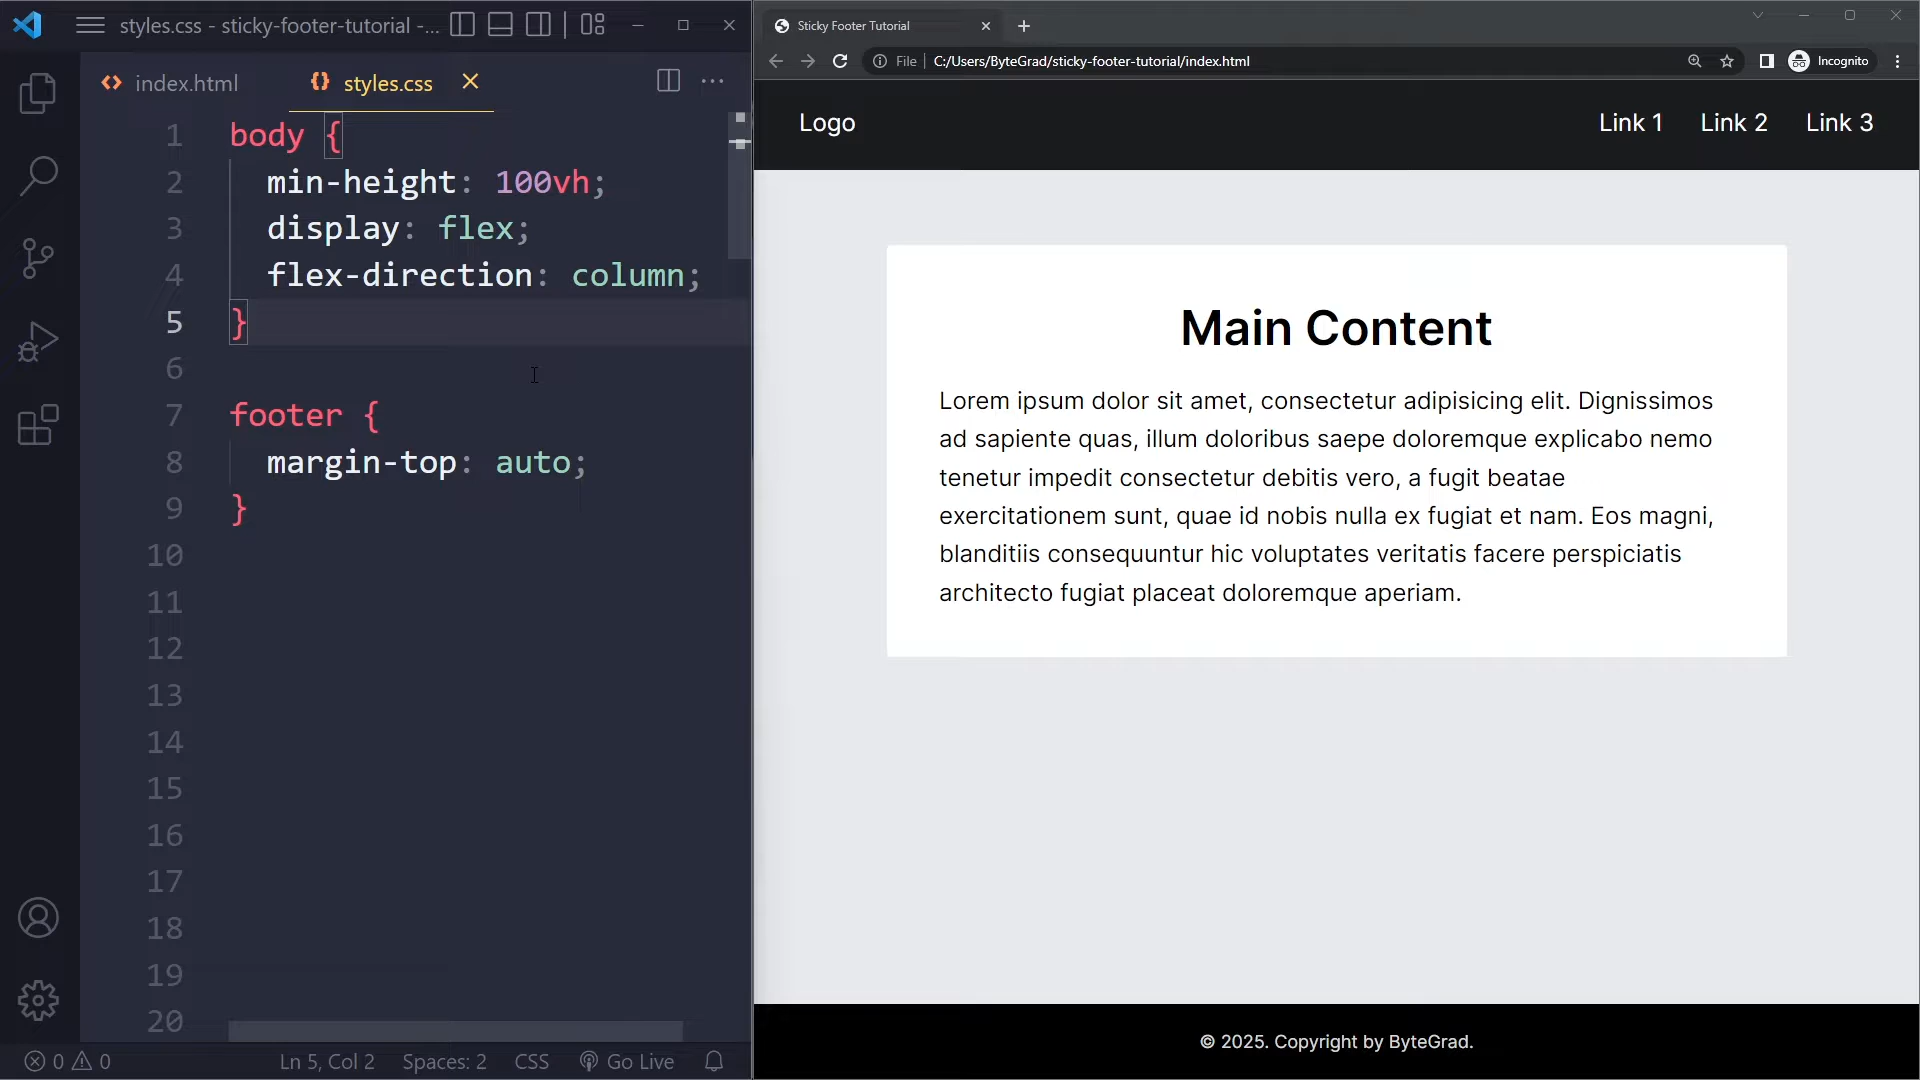 styles.css - sticky-footer-tutorial -...
index.html
styles.css
1 body {
2 min-height: 100vh;
3 display: flex;
4 flex-direction: column;
5 }
6
7 footer {
8 margin-top: auto;
9 }
10
11
12
13
14
15
16
17
18
19
20
0 0 Ln 5, Col 2 Spaces: 2 CSS Go Live
Sticky Footer Tutorial
File C:/Users/ByteGrad/sticky-footer-tutorial/index.html Incognito
Logo Link 1 Link 2 Link 3
Main Content
Lorem ipsum dolor sit amet, consectetur adipisicing elit. Dignissimos
ad sapiente quas, illum doloribus saepe doloremque explicabo nemo
tenetur impedit consectetur debitis vero, a fugit beatae
exercitationem sunt, quae id nobis nulla ex fugiat et nam. Eos magni,
blanditiis consequuntur hic voluptates veritatis facere perspiciatis
architecto fugiat placeat doloremque aperiam.
© 2025. Copyright by ByteGrad.